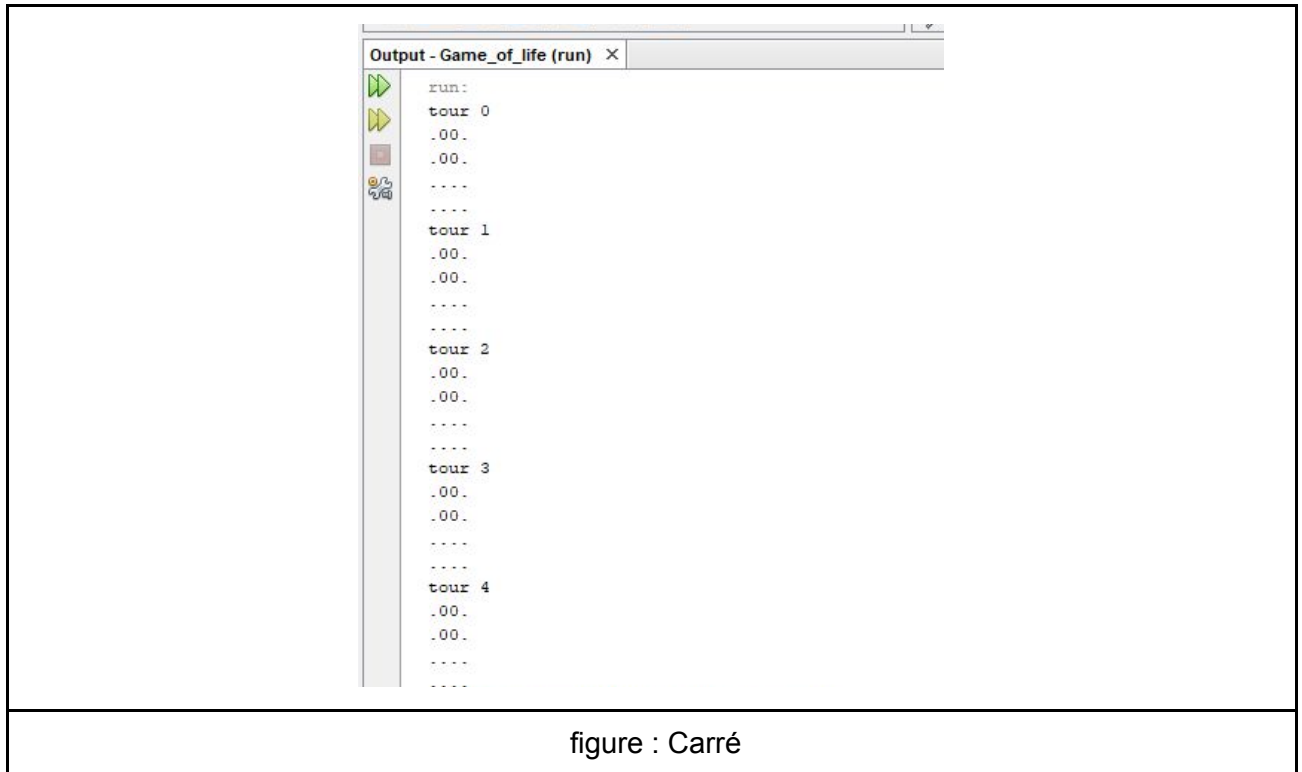 Output - Game_of_life (run) ×
run:
tour 0
.00.
.00.
....
....
tour 1
.00.
.00.
....
....
tour 2
.00.
.00.
....
....
tour 3
.00.
.00.
....
....
tour 4
.00.
.00.
....
....
figure : Carré